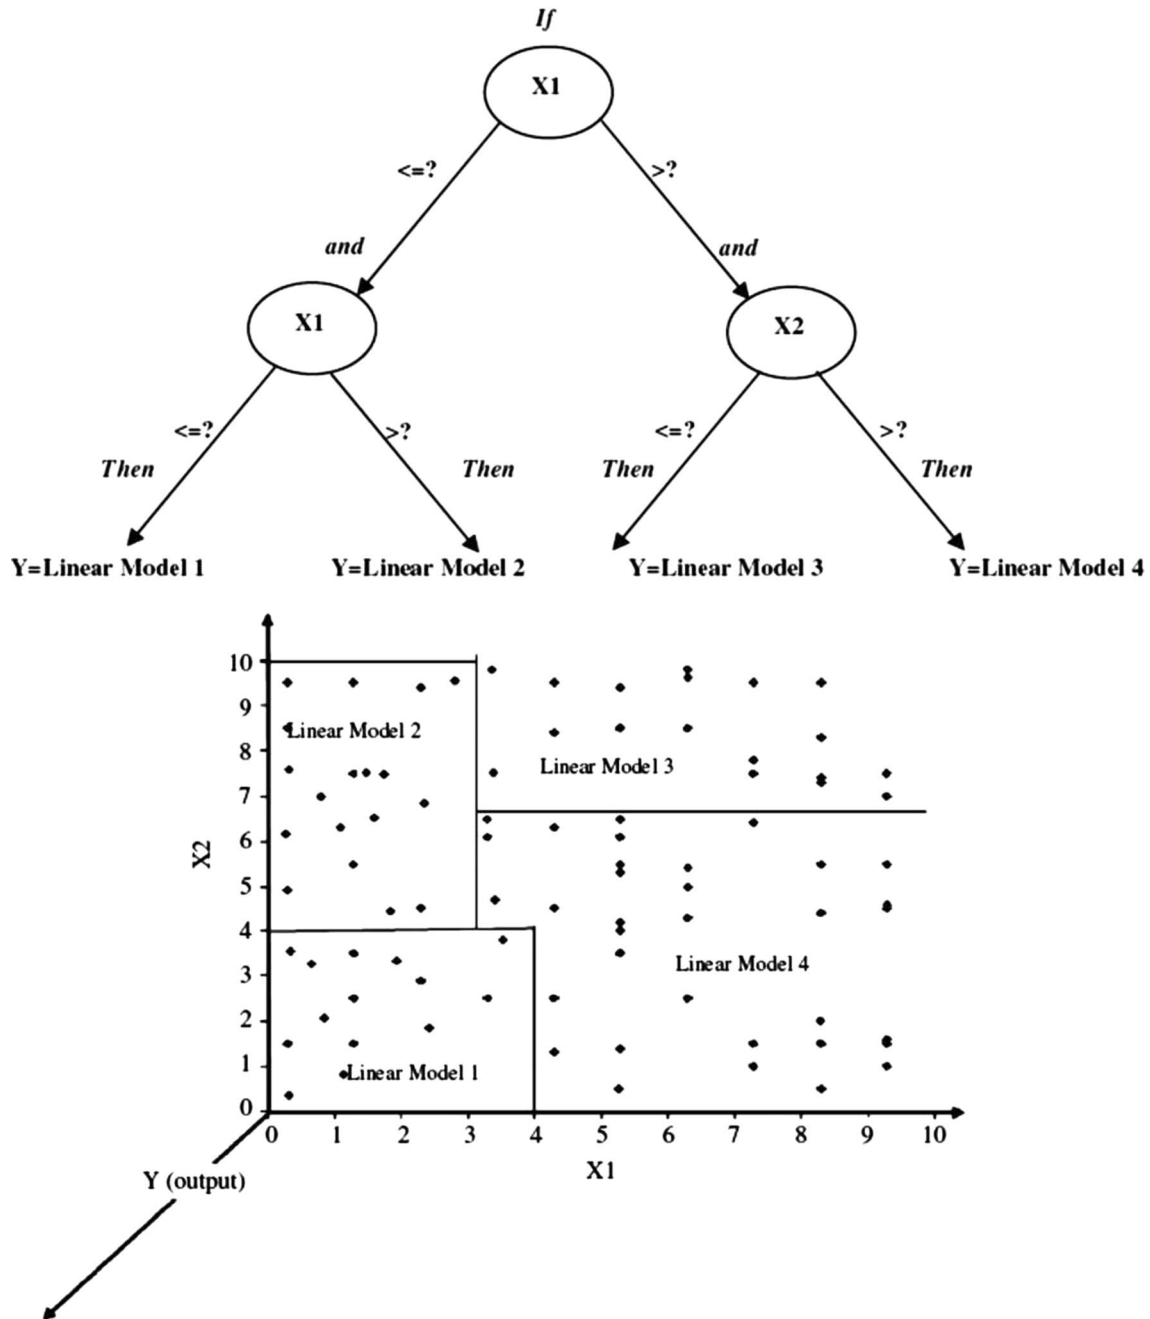 If
X1
<=?
>?
and
and
X1
X2
<=?
>?
<=?
>?
Then
Then
Then
Then
Y=Linear Model 1
Y=Linear Model 2
Y=Linear Model 3
Y=Linear Model 4
10
9
Linear Model 2
8
Linear Model 3
7
6
X2
5
4
Linear Model 4
3
2
1
Linear Model 1
0
0 1 2 3 4 5 6 7 8 9 10
X1
Y (output)